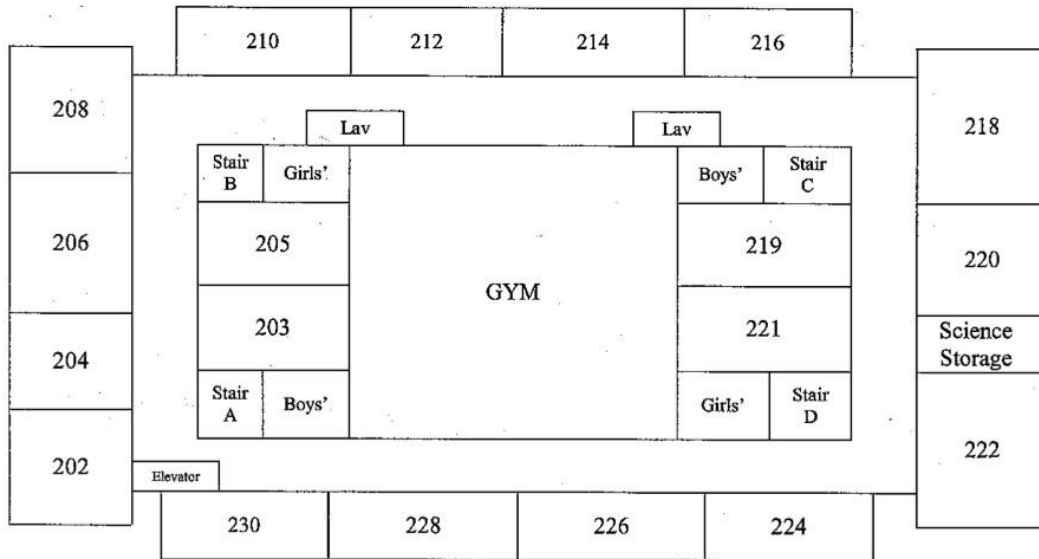 210
212
214
216
208
218
Lav
Lav
Stair
B
Girls'
Boys'
Stair
C
206
205
GYM
219
220
204
203
221
Science
Storage
Stair
A
Boys'
Girls'
Stair
D
202
222
Elevator
230
228
226
224